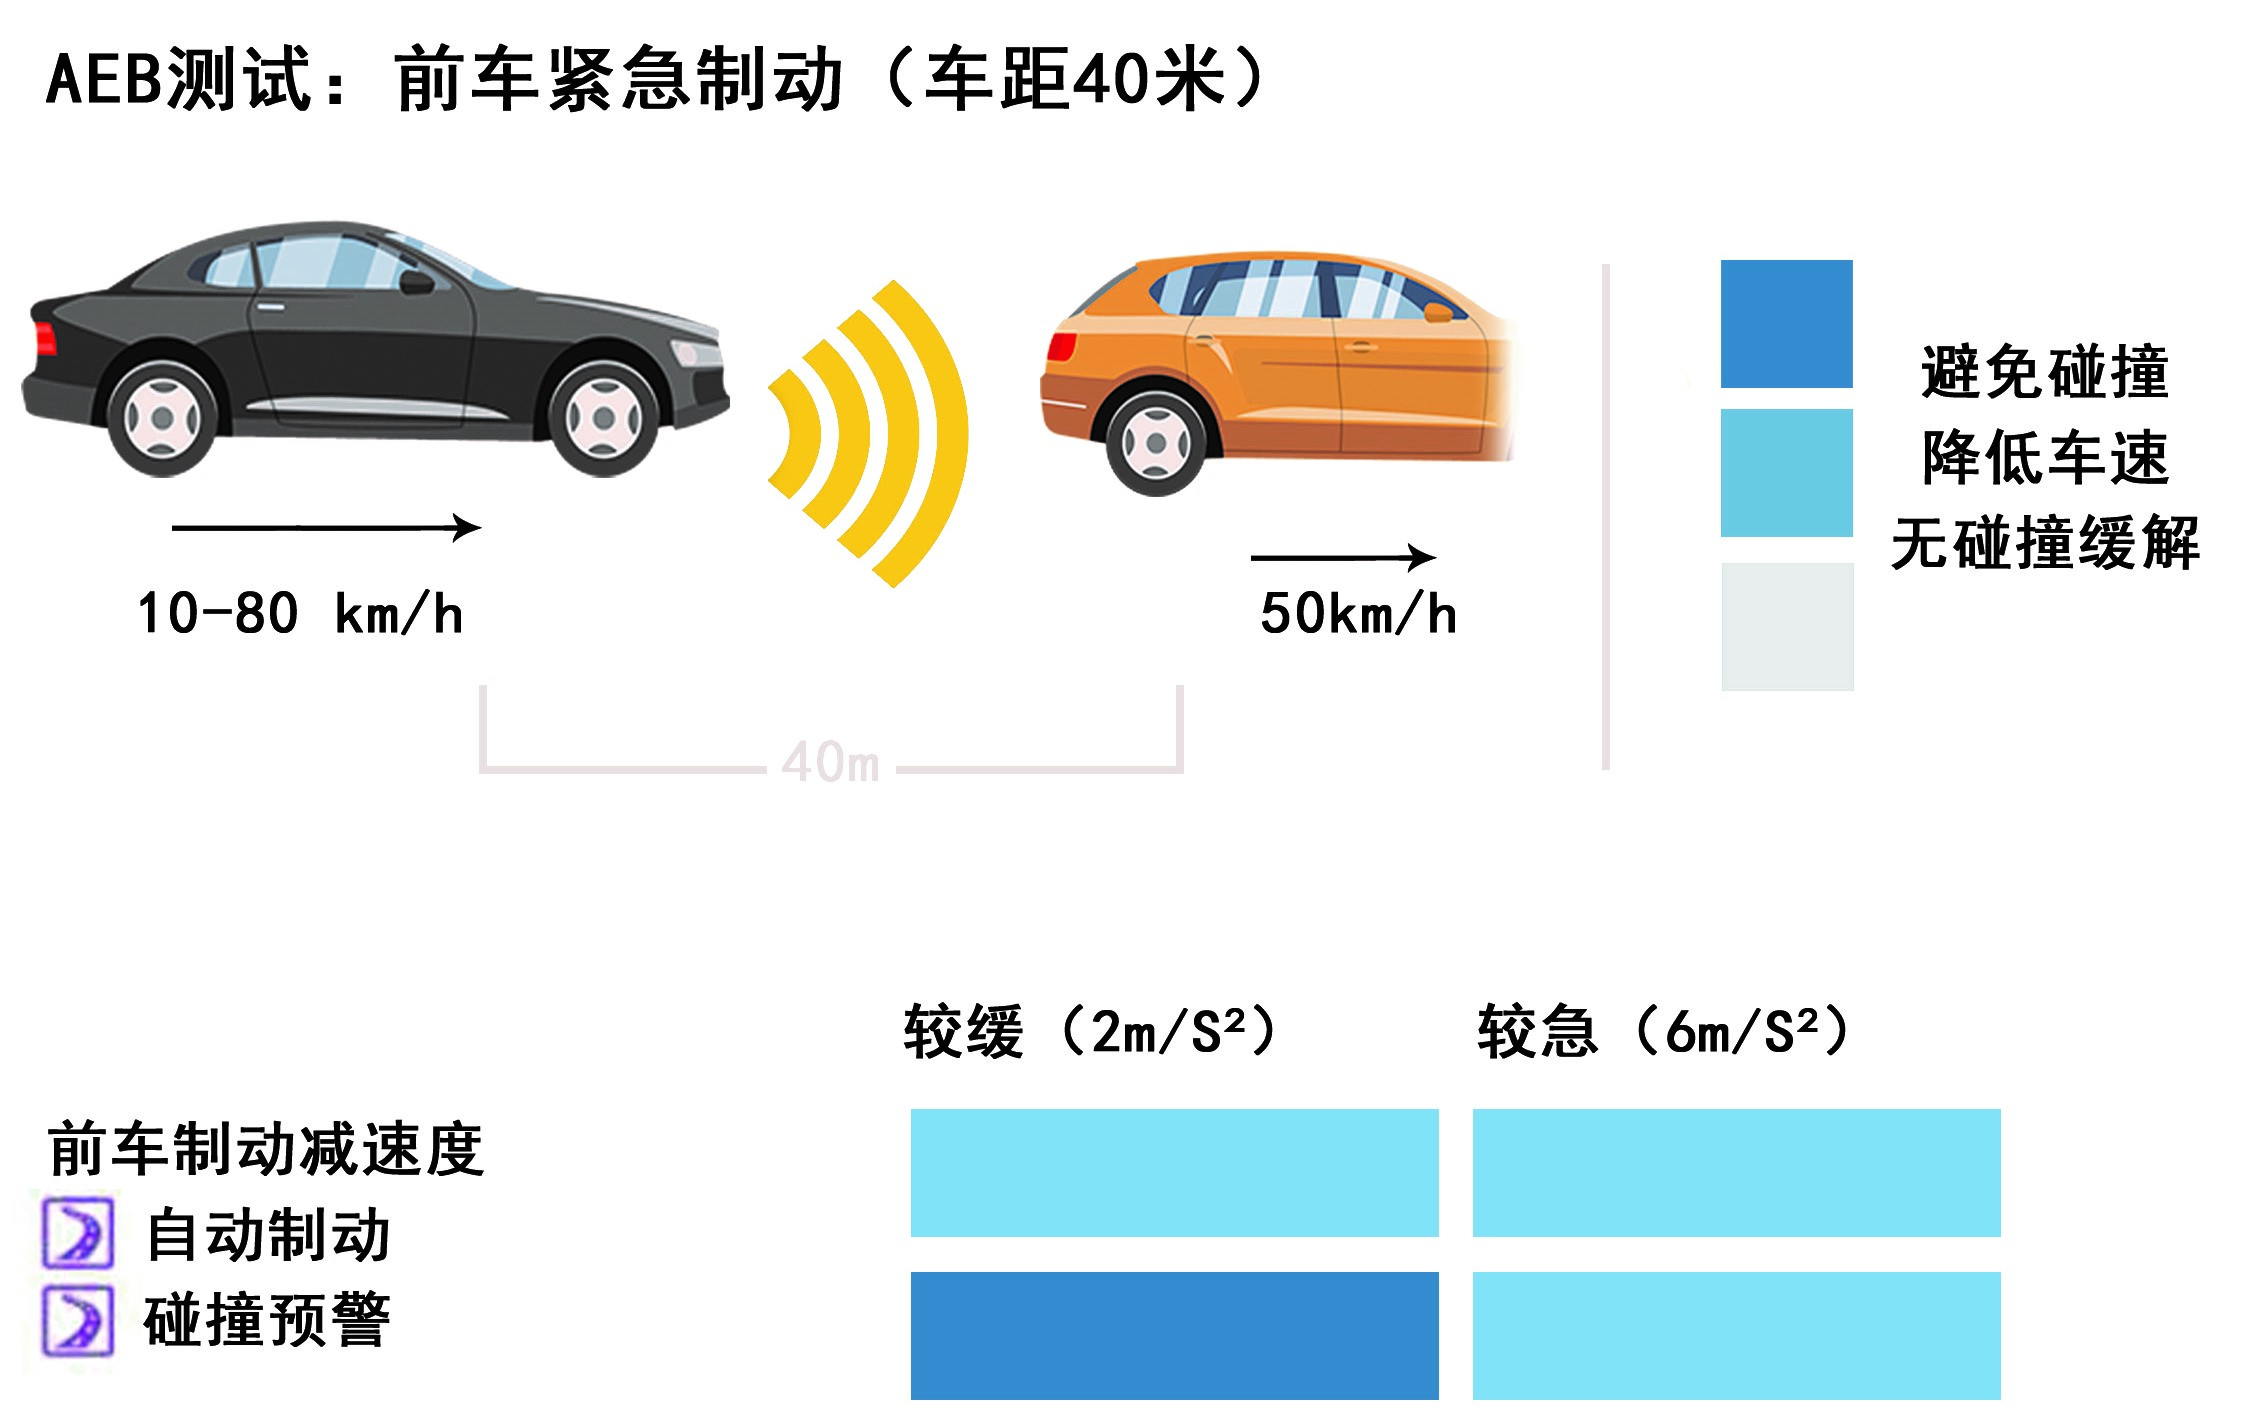 AEB测试：前车紧急制动（车距40米）
避免碰撞
降低车速
无碰撞缓解
10-80 km/h
50km/h
40m
较缓（2m/S²） 较急（6m/S²）
前车制动减速度
自动制动
碰撞预警